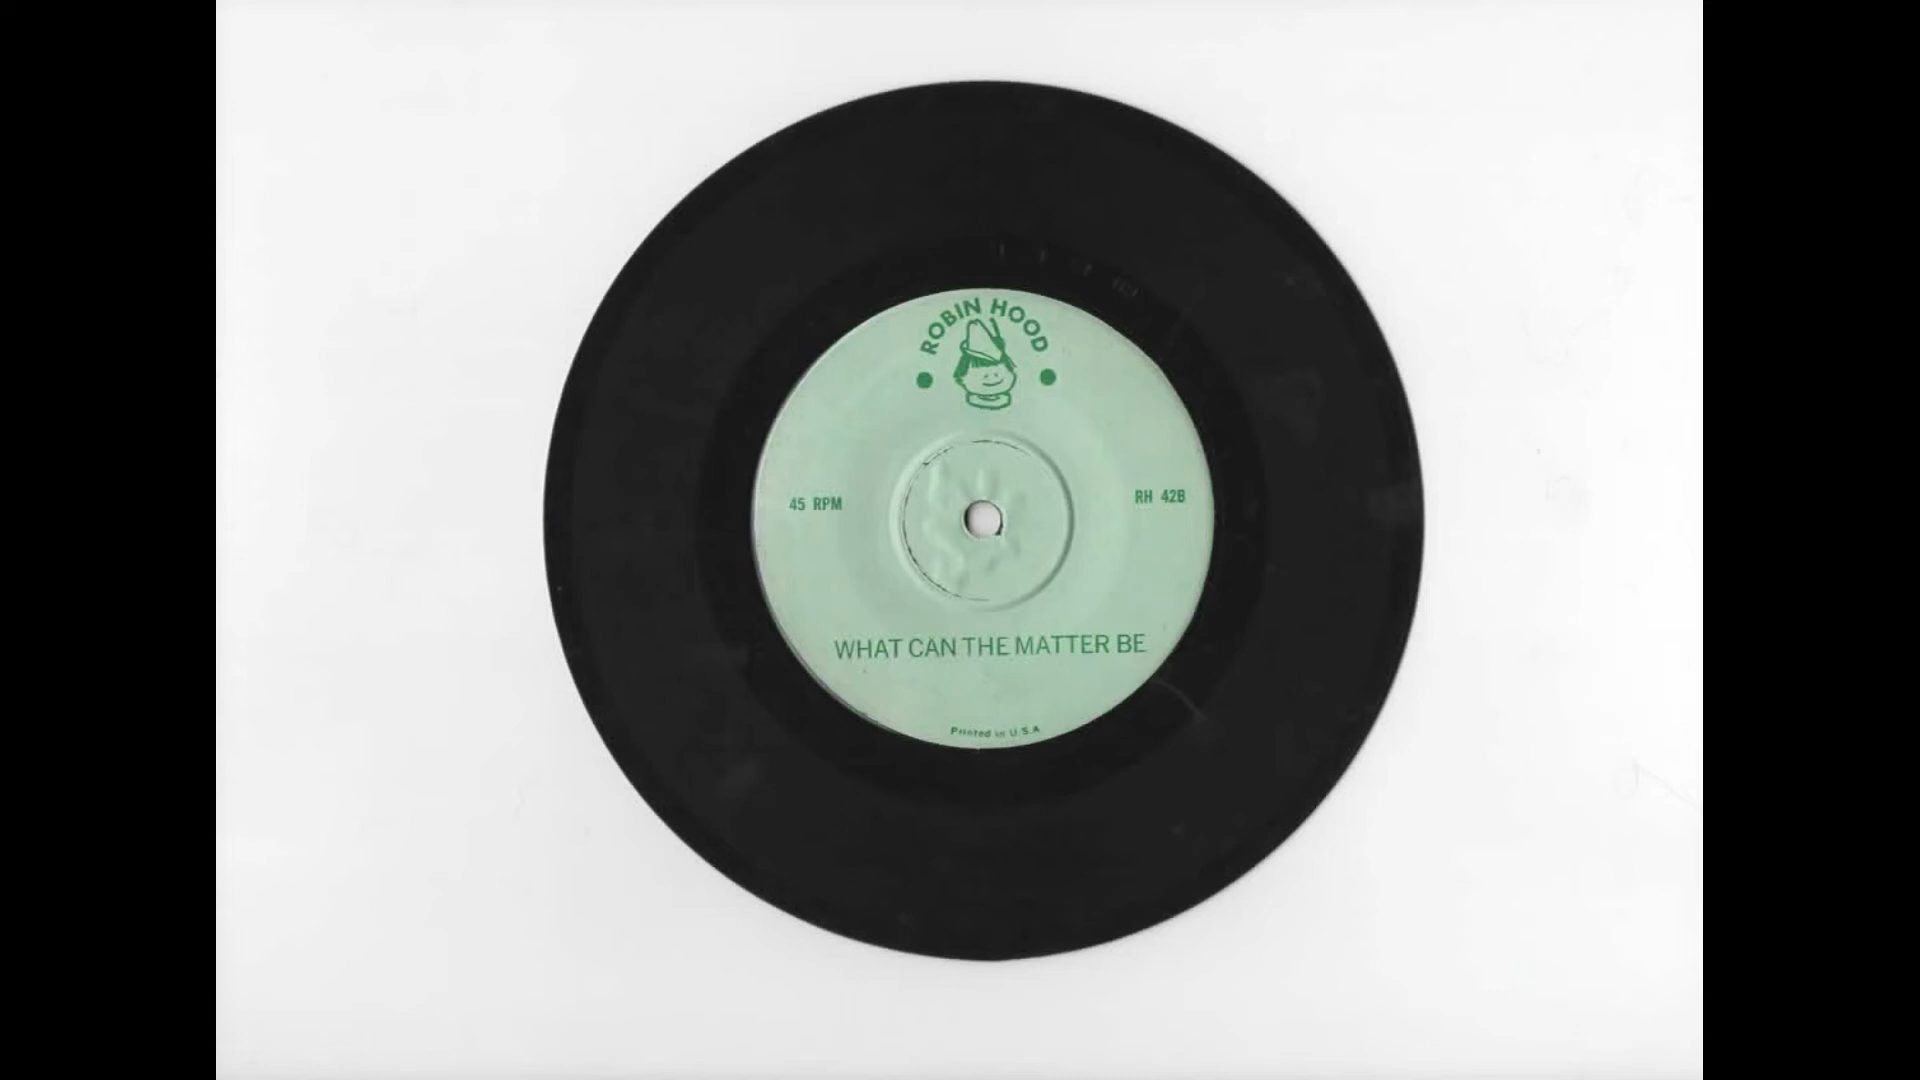 ROBIN HOOD
45 RPM
RH 42B
WHAT CAN THE MATTER BE
Printed in U.S.A